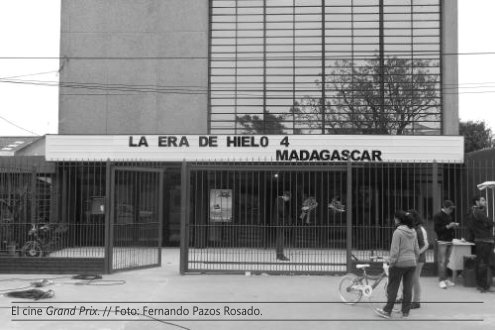 LA ERA DE HIELO 4
MADAGASCAR
El cine Grand Prix. // Foto: Fernando Pazos Rosado.